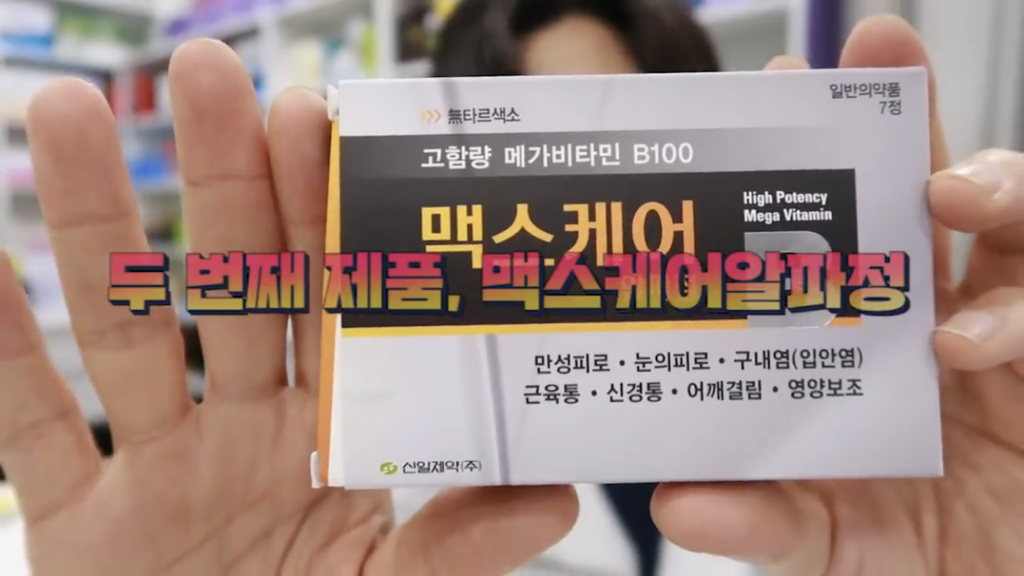 無타르색소
일반의약품
7정
고함량 메가비타민 B100
High Potency
Mega Vitamin
맥스케어
두 번째 제품, 맥스케어알파정
만성피로 • 눈의피로 • 구내염(입안염)
근육통 • 신경통 • 어깨결림 • 영양보조
신일제약(주)